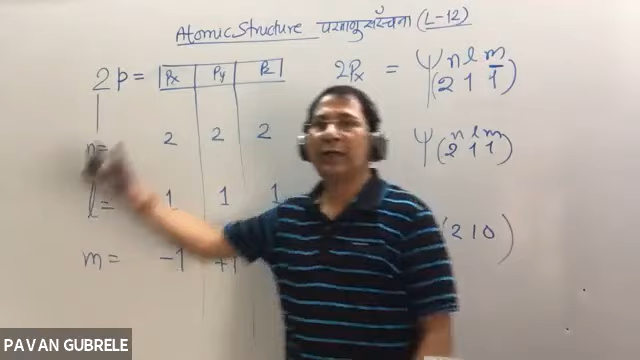 Atomic Structure परमाणु संरचना (L-12)
2p = Px Py Pz
2Px = Ψ n l m (2 1 1)
n = 2 2 2
Ψ n l m (2 1 1)
l = 1 1 1
(2 1 0)
m = -1 +1
PAVAN GUBRELE